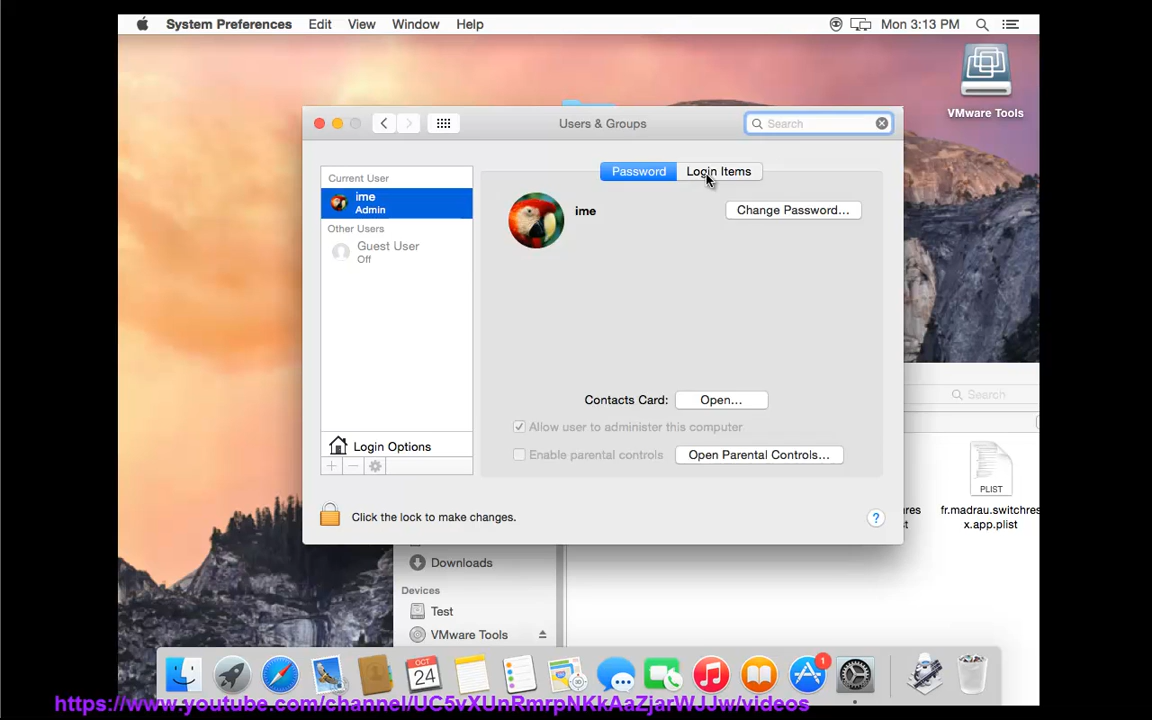 System Preferences Edit View Window Help Mon 3:13 PM
VMware Tools
Users & Groups
Search
Password Login Items
Current User
ime
Admin
Other Users
Guest User
Off
Login Options
ime
Change Password...
Contacts Card: Open...
Allow user to administer this computer
Enable parental controls Open Parental Controls...
Click the lock to make changes.
?
Search
PLIST
fr.madrau.switchres
x.app.plist
Downloads
Devices
Test
VMware Tools
OCT
24
1
https://www.youtube.com/channel/UC5vXUnRmrpNKkAaZjarWJJw/videos